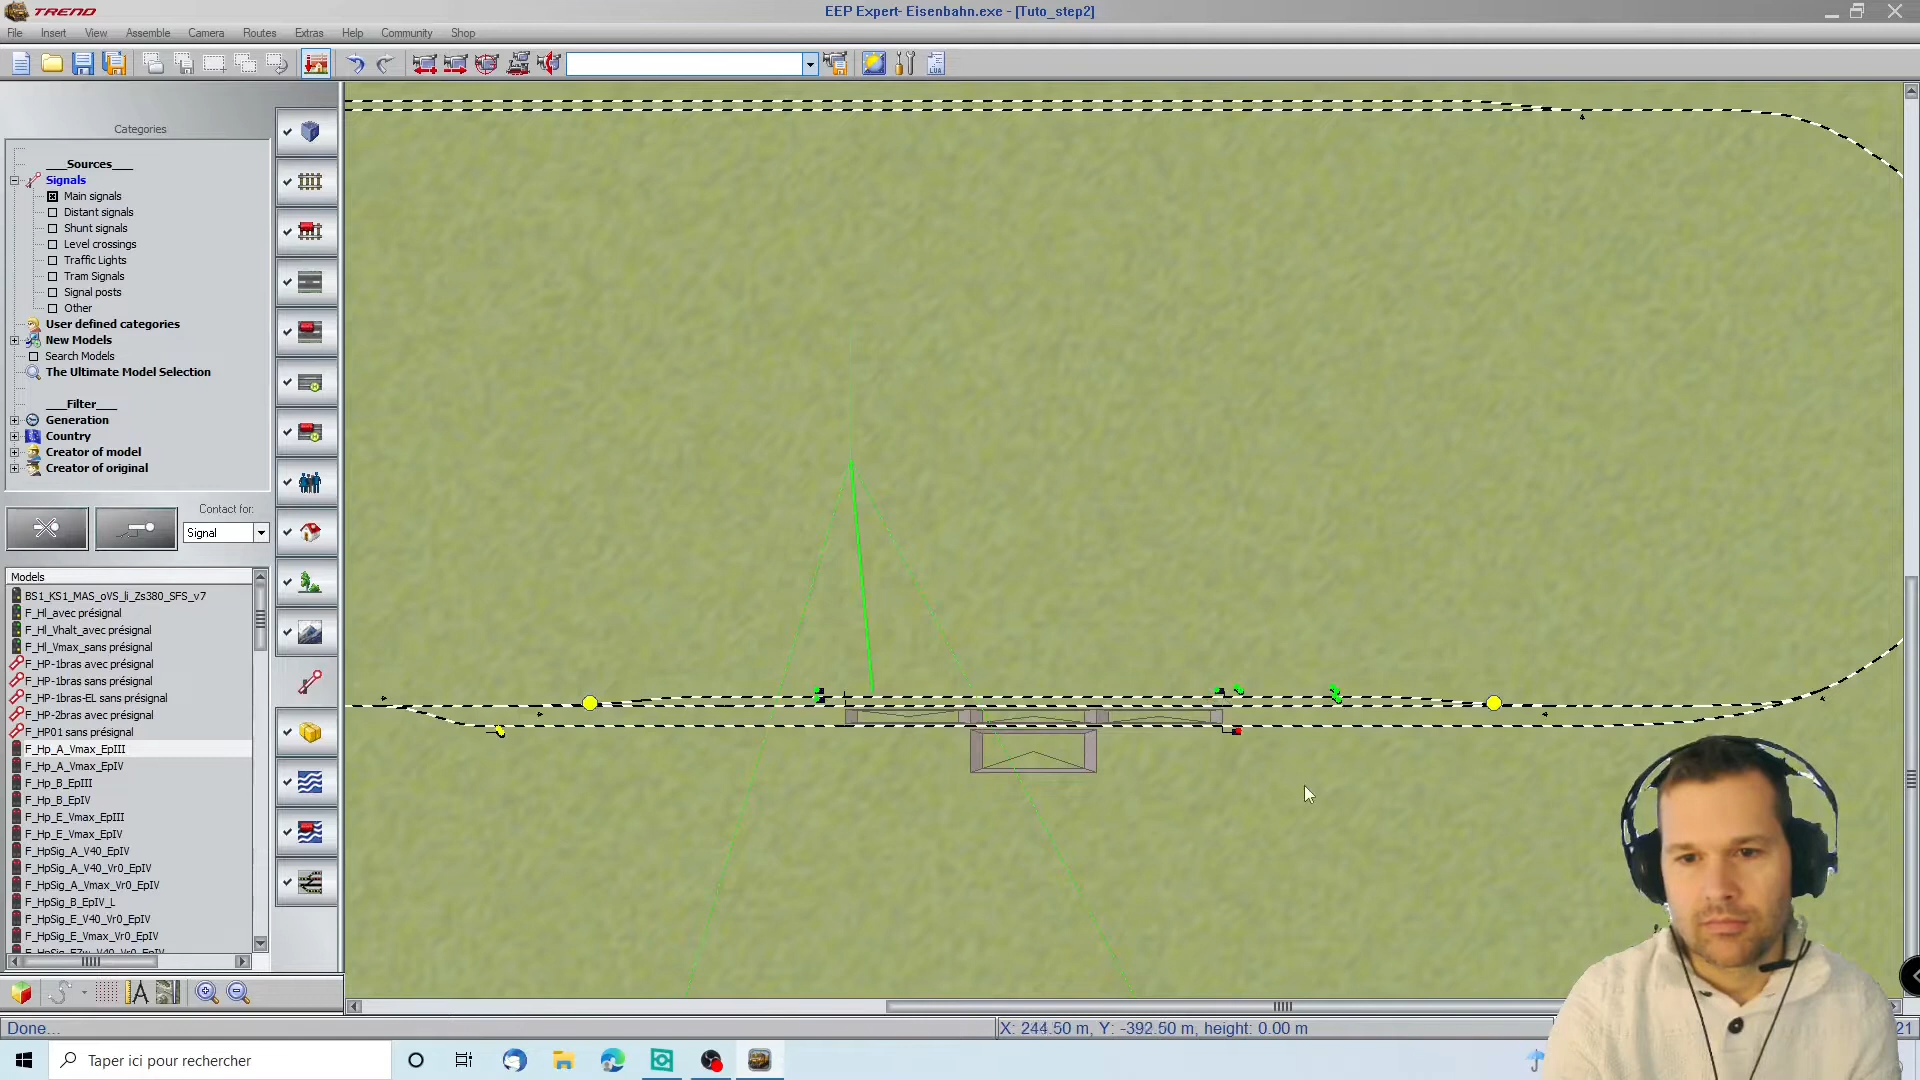 TREND
EEP Expert- Eisenbahn.exe - [Tuto_step2]
File Insert View Assemble Camera Routes Extras Help Community Shop
LUA
Categories
___Sources___
Signals
Main signals
Distant signals
Shunt signals
Level crossings
Traffic Lights
Tram Signals
Signal posts
Other
User defined categories
New Models
Search Models
The Ultimate Model Selection
___Filter___
Generation
Country
Creator of model
Creator of original
Contact for:
Signal
Models
BS1_KS1_MAS_oVS_li_Zs380_SFS_v7
F_Hl_avec présignal
F_Hl_Vhalt_avec présignal
F_Hl_Vmax_sans présignal
F_HP-1bras avec présignal
F_HP-1bras sans présignal
F_HP-1bras-EL sans présignal
F_HP-2bras avec présignal
F_HP01 sans présignal
F_Hp_A_Vmax_EpIII
F_Hp_A_Vmax_EpIV
F_Hp_B_EpIII
F_Hp_B_EpIV
F_Hp_E_Vmax_EpIII
F_Hp_E_Vmax_EpIV
F_HpSig_A_V40_EpIV
F_HpSig_A_V40_Vr0_EpIV
F_HpSig_A_Vmax_Vr0_EpIV
F_HpSig_B_EpIV_L
F_HpSig_E_V40_Vr0_EpIV
F_HpSig_E_Vmax_Vr0_EpIV
F_HpSig_EZw_V40_Vr0_EpIV
Done...
X: 244.50 m, Y: -392.50 m, height: 0.00 m
21
Taper ici pour rechercher